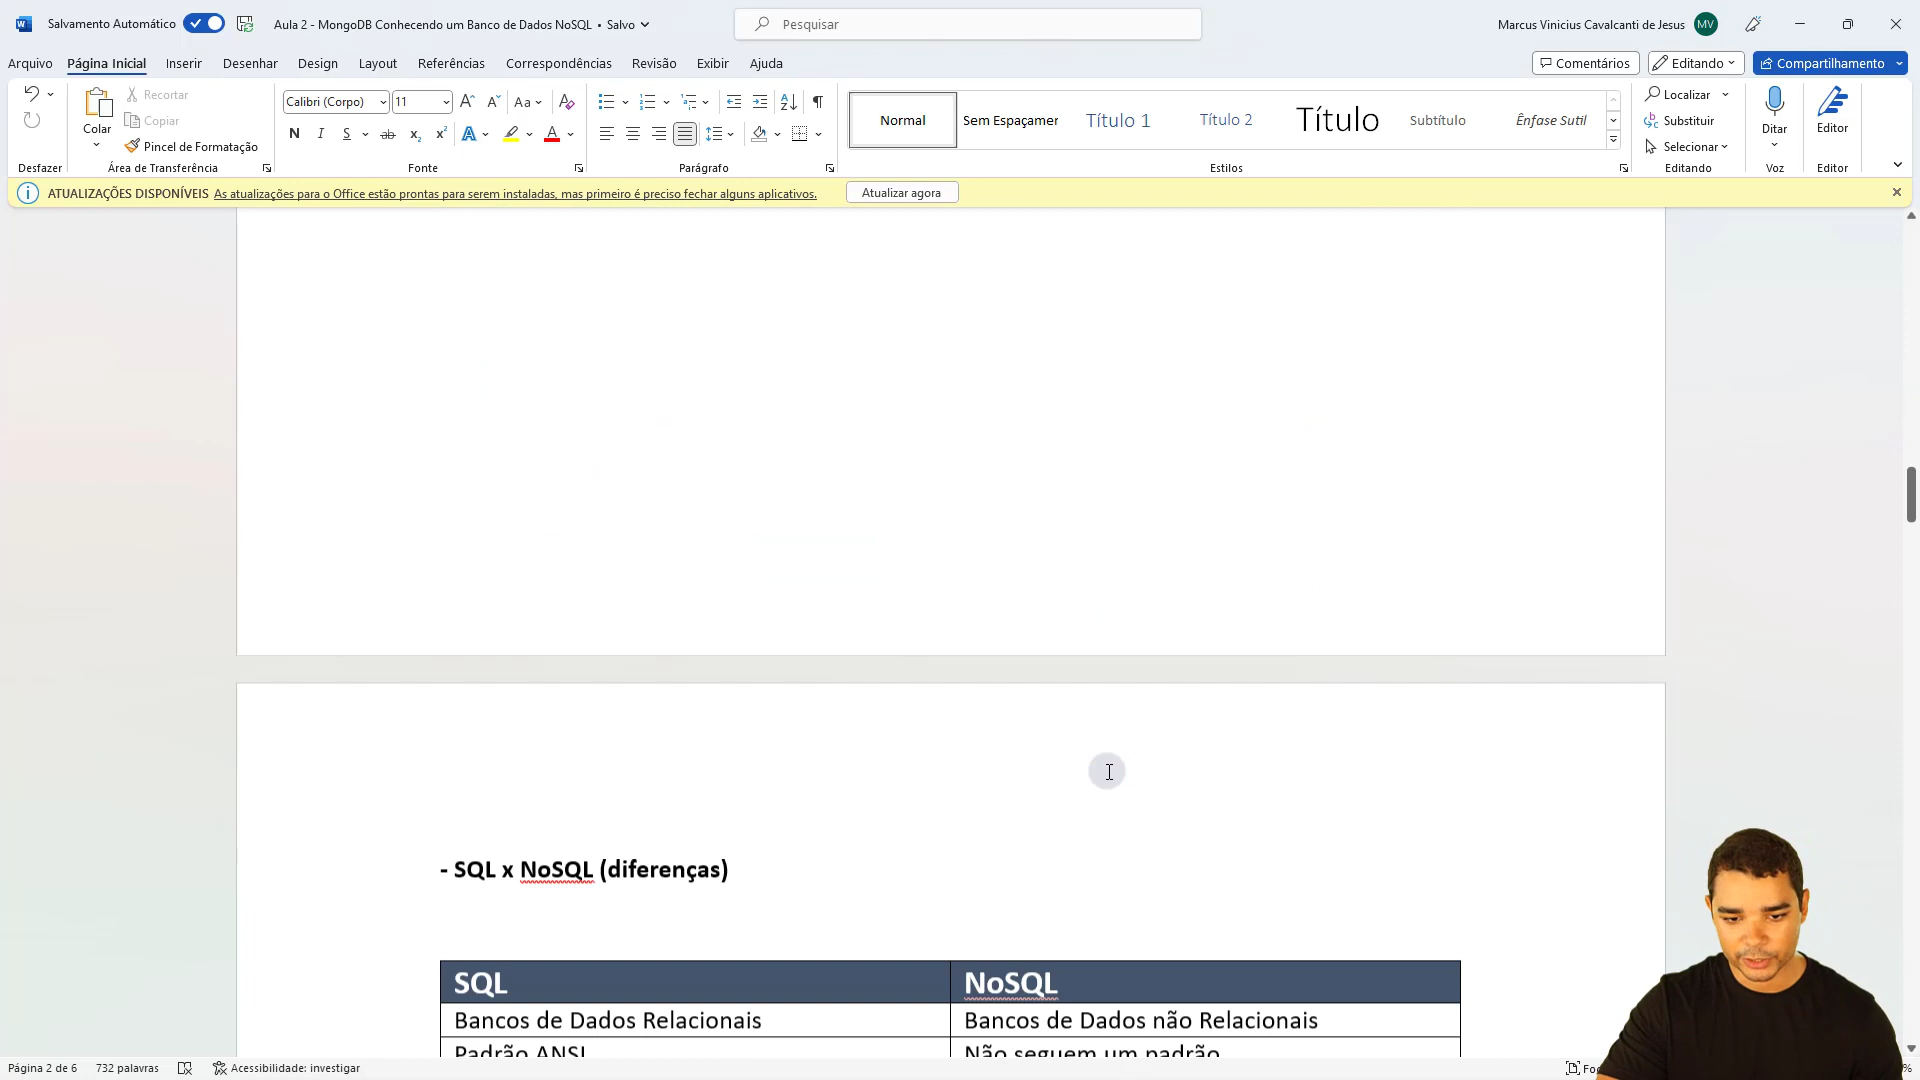 Salvamento Automático
Aula 2 - MongoDB Conhecendo um Banco de Dados NoSQL • Salvo
Pesquisar
Marcus Vinicius Cavalcanti de Jesus
MV
Arquivo
Página Inicial
Inserir
Desenhar
Design
Layout
Referências
Correspondências
Revisão
Exibir
Ajuda
Comentários
Editando
Compartilhamento
Colar
Recortar
Copiar
Pincel de Formatação
Calibri (Corpo)
11
Normal
Sem Espaçamer
Título 1
Título 2
Título
Subtítulo
Ênfase Sutil
Localizar
Substituir
Selecionar
Ditar
Editor
Desfazer
Área de Transferência
Fonte
Parágrafo
Estilos
Editando
Voz
Editor
ATUALIZAÇÕES DISPONÍVEIS As atualizações para o Office estão prontas para serem instaladas, mas primeiro é preciso fechar alguns aplicativos.
Atualizar agora
- SQL x NoSQL (diferenças)
SQL
NoSQL
Bancos de Dados Relacionais
Bancos de Dados não Relacionais
Padrão ANSI
Não seguem um padrão
Página 2 de 6
732 palavras
Acessibilidade: investigar